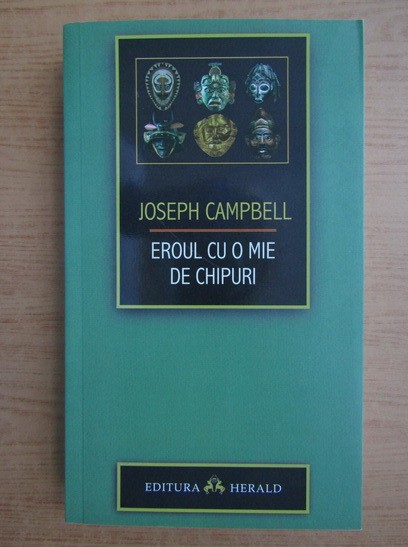 JOSEPH CAMPBELL
EROUL CU O MIE
DE CHIPURI
EDITURA HERALD